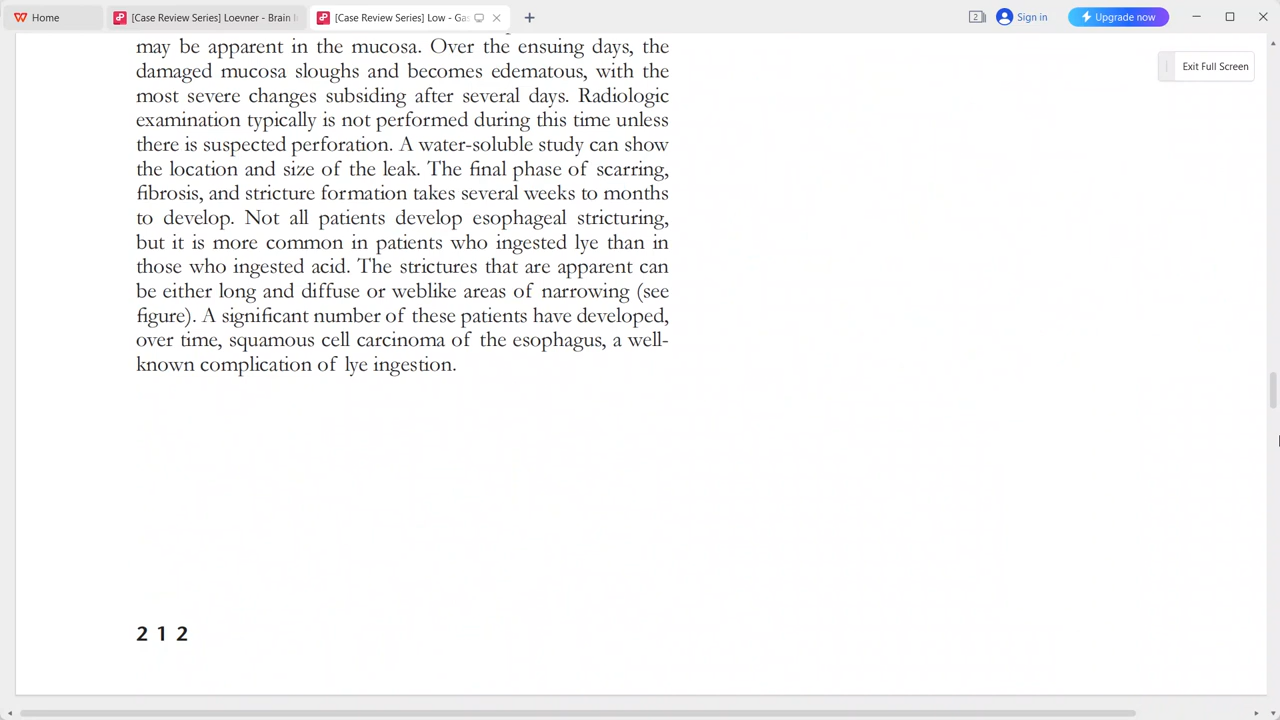 Home
[Case Review Series] Loevner - Brain I
[Case Review Series] Low - Gas
2
Sign in
Upgrade now
Exit Full Screen
may be apparent in the mucosa. Over the ensuing days, the
damaged mucosa sloughs and becomes edematous, with the
most severe changes subsiding after several days. Radiologic
examination typically is not performed during this time unless
there is suspected perforation. A water-soluble study can show
the location and size of the leak. The final phase of scarring,
fibrosis, and stricture formation takes several weeks to months
to develop. Not all patients develop esophageal stricturing,
but it is more common in patients who ingested lye than in
those who ingested acid. The strictures that are apparent can
be either long and diffuse or weblike areas of narrowing (see
figure). A significant number of these patients have developed,
over time, squamous cell carcinoma of the esophagus, a well-
known complication of lye ingestion.
2 1 2